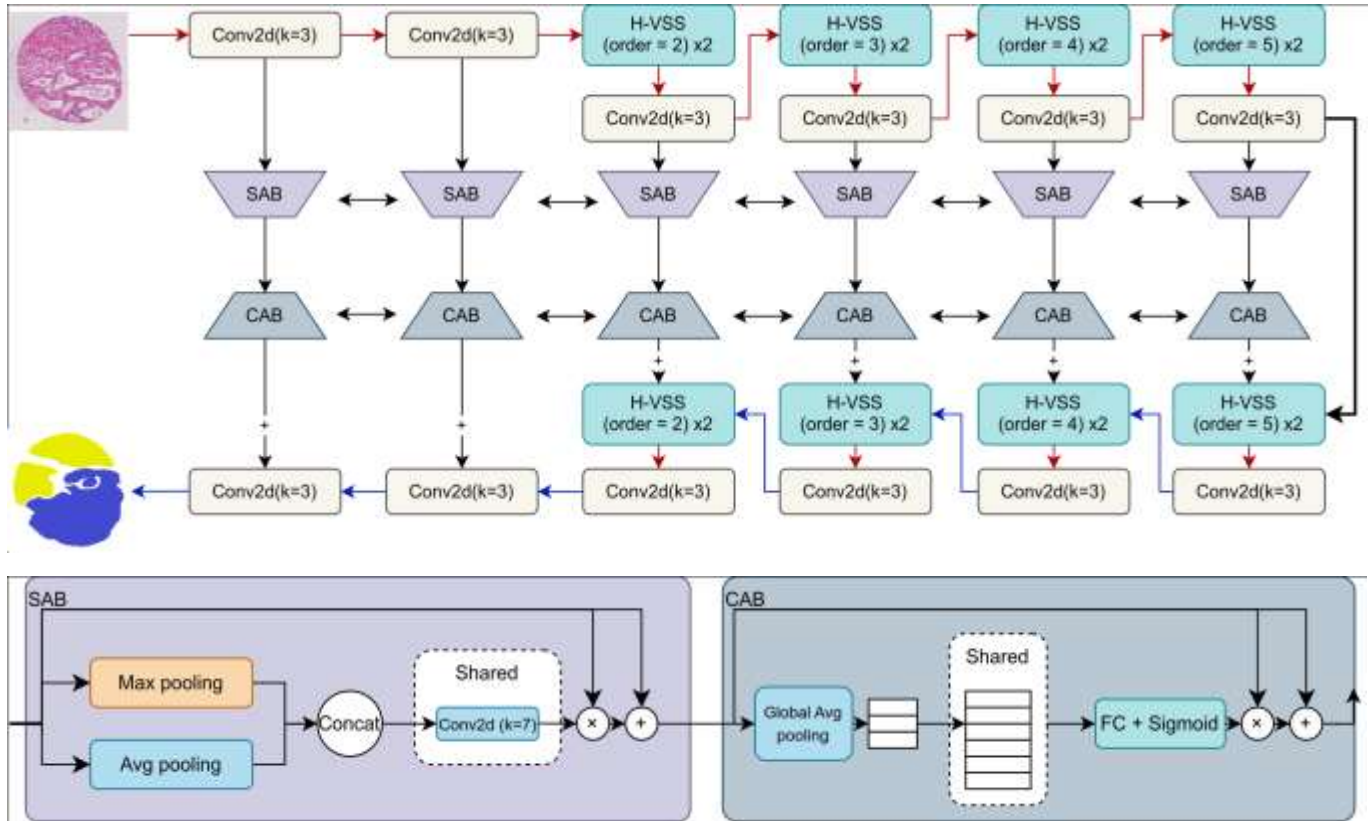 Conv2d(k=3)
Conv2d(k=3)
H-VSS
(order = 2) x2
H-VSS
(order = 3) x2
H-VSS
(order = 4) x2
H-VSS
(order = 5) x2
Conv2d(k=3)
Conv2d(k=3)
Conv2d(k=3)
Conv2d(k=3)
SAB
SAB
SAB
SAB
SAB
SAB
CAB
CAB
CAB
CAB
CAB
CAB
+
+
+
+
H-VSS
(order = 2) x2
H-VSS
(order = 3) x2
H-VSS
(order = 4) x2
H-VSS
(order = 5) x2
+
+
Conv2d(k=3)
Conv2d(k=3)
Conv2d(k=3)
Conv2d(k=3)
Conv2d(k=3)
Conv2d(k=3)
SAB
Max pooling
Avg pooling
Concat
Shared
Conv2d (k=7)
×
+
CAB
Global Avg
pooling
Shared
FC + Sigmoid
×
+